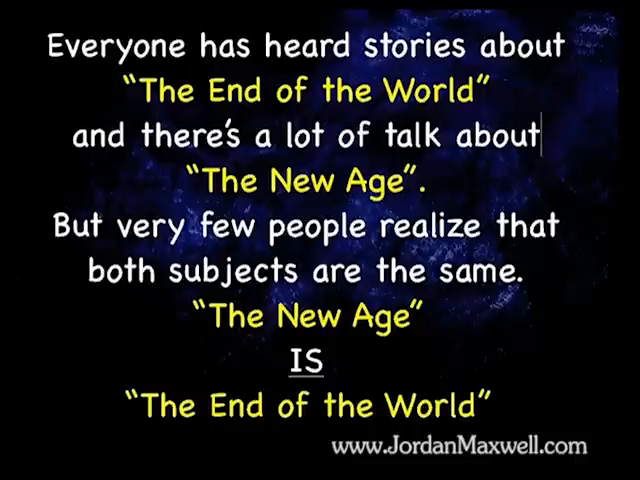 Everyone has heard stories about
“The End of the World”
and there's a lot of talk about
“The New Age”.
But very few people realize that
both subjects are the same.
“The New Age”
IS
“The End of the World”
www.JordanMaxwell.com